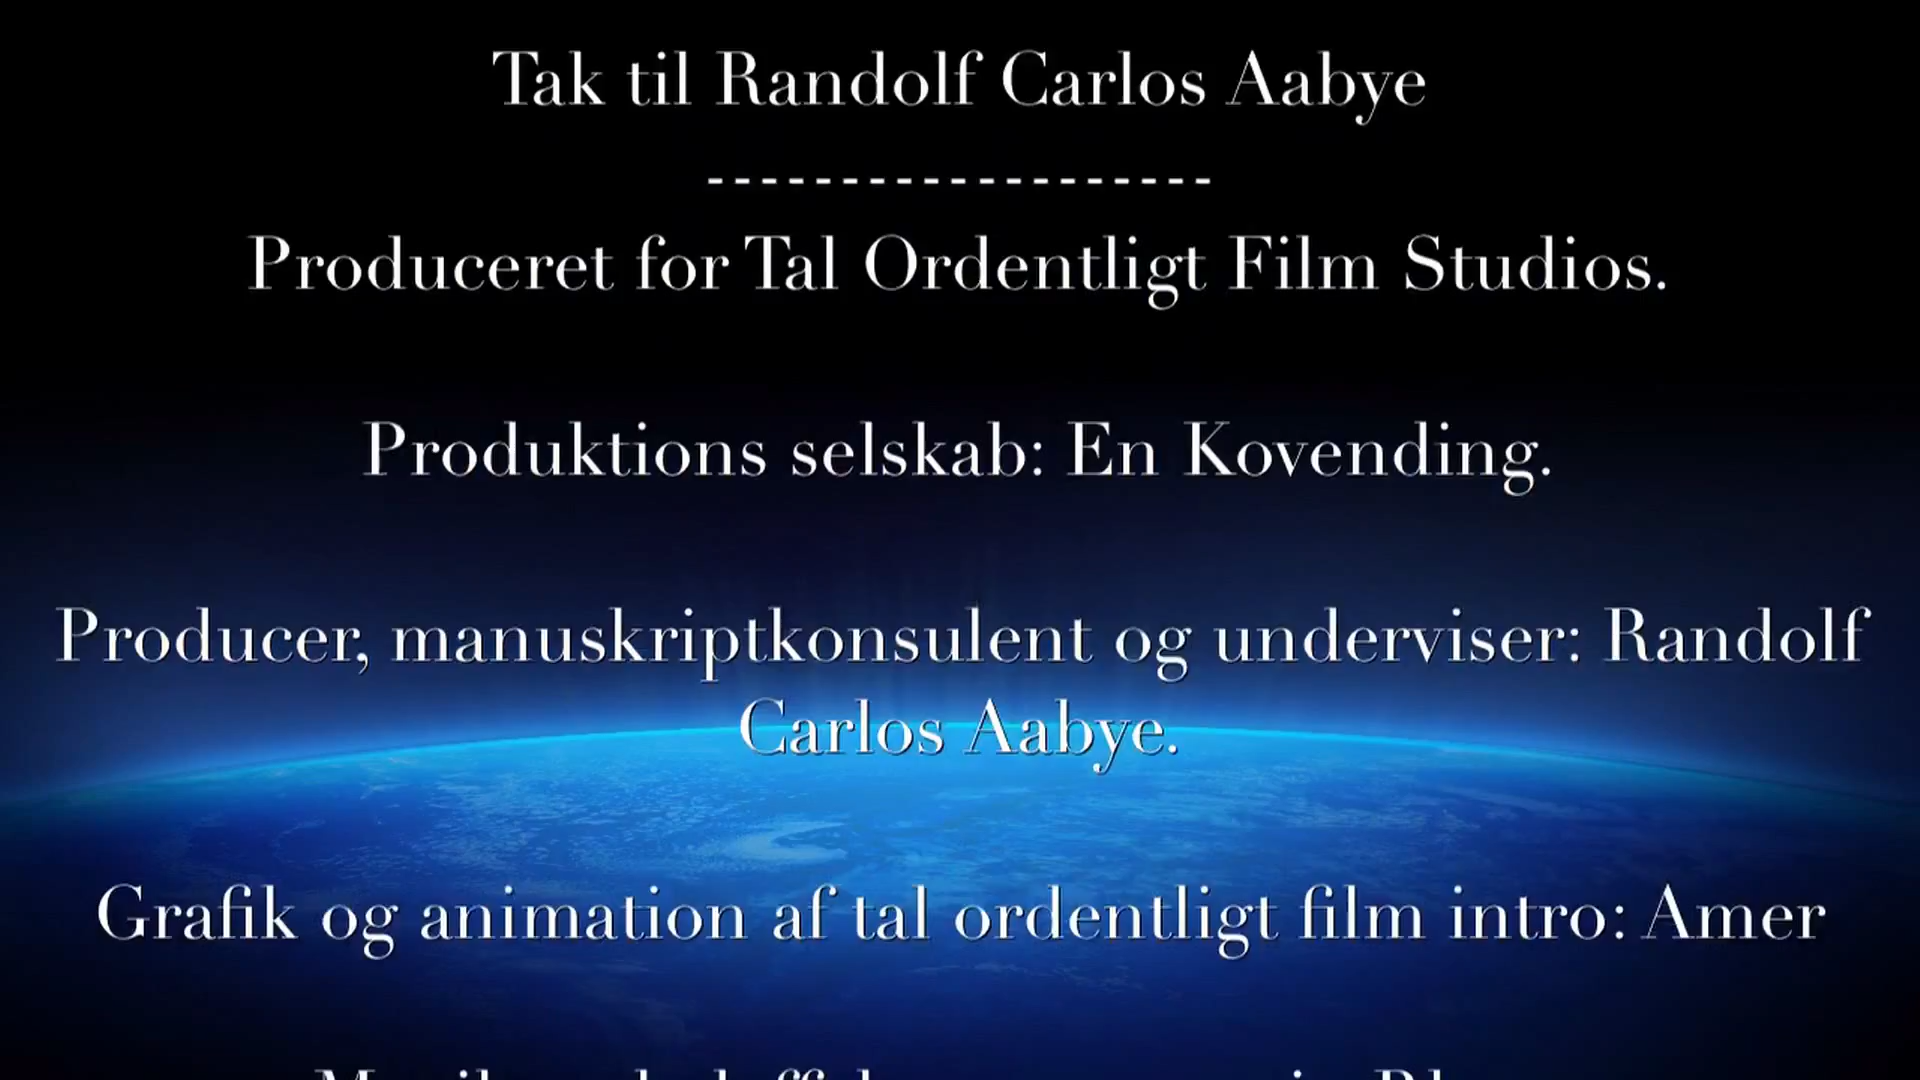 Tak til Randolf Carlos Aabye
--------------------
Produceret for Tal Ordentligt Film Studios.
Produktions selskab: En Kovending.
Producer, manuskriptkonsulent og underviser: Randolf
Carlos Aabye.
Grafik og animation af tal ordentligt film intro: Amer